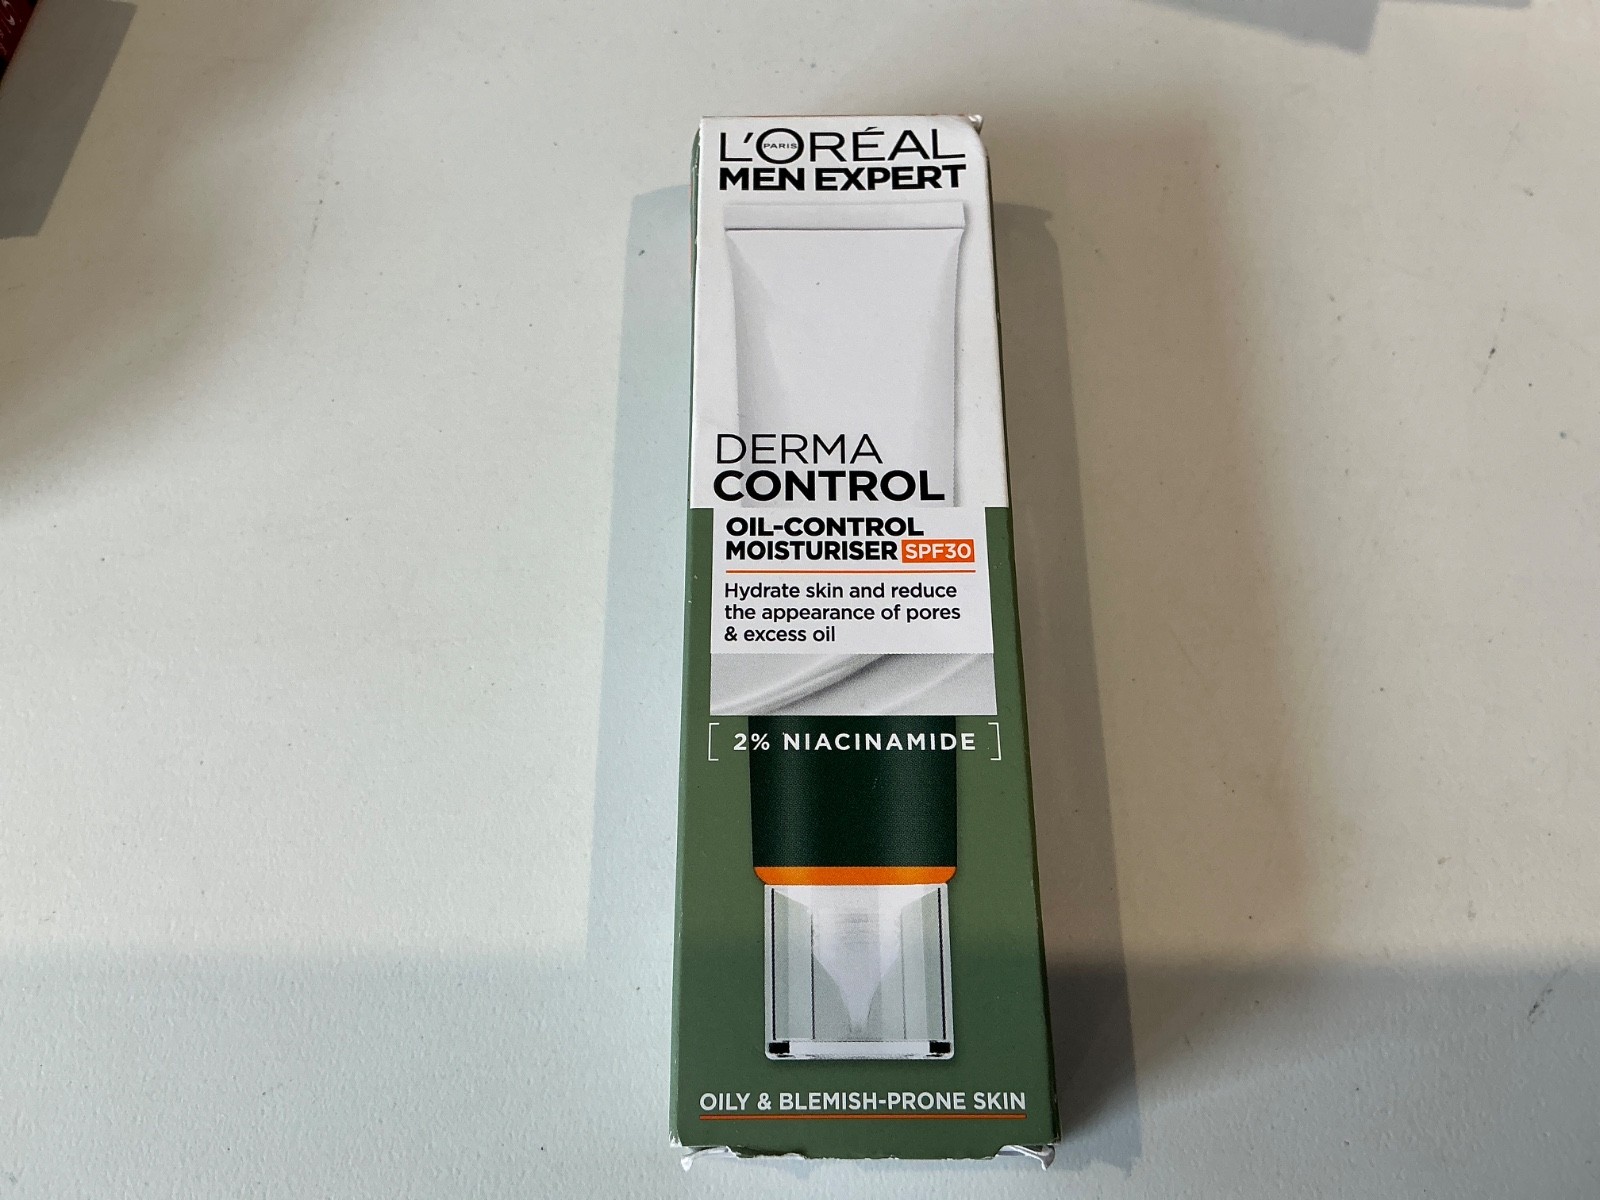 L'ORÉAL
PARIS
MEN EXPERT
DERMA
CONTROL
OIL-CONTROL
MOISTURISER SPF30
Hydrate skin and reduce
the appearance of pores
& excess oil
[ 2% NIACINAMIDE ]
OILY & BLEMISH-PRONE SKIN